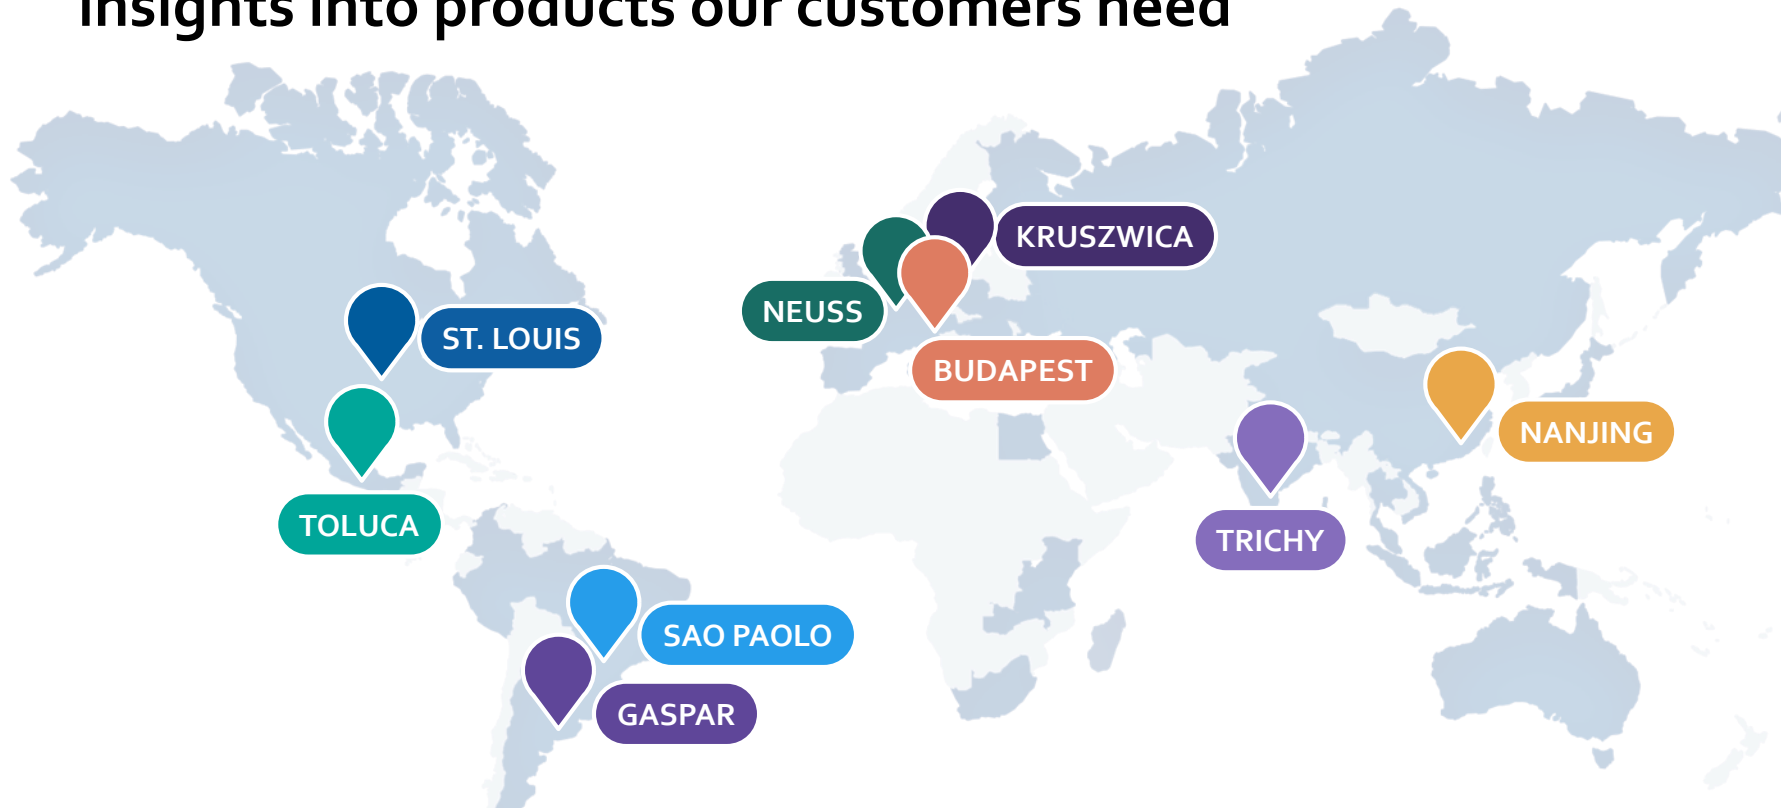 insights into products our customers need
KRUSZWICA
NEUSS
ST. LOUIS
BUDAPEST
NANJING
TOLUCA
TRICHY
SAO PAOLO
GASPAR